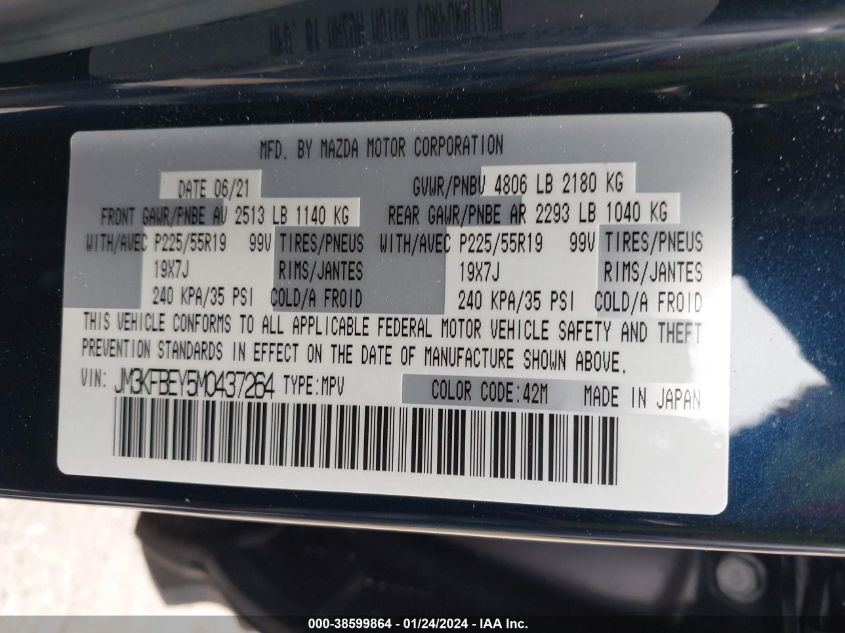 MFD. BY MAZDA MOTOR CORPORATION
MFD. BY MAZDA MOTOR CORPORATION
DATE 06/21 GVWR/PNBV 4806 LB 2180 KG
FRONT GAWR/PNBE AV 2513 LB 1140 KG REAR GAWR/PNBE AR 2293 LB 1040 KG
WITH/AVEC P225/55R19 99V TIRES/PNEUS WITH/AVEC P225/55R19 99V TIRES/PNEUS
19X7J RIMS/JANTES 19X7J RIMS/JANTES
240 KPA/35 PSI COLD/A FROID 240 KPA/35 PSI COLD/A FROID
THIS VEHICLE CONFORMS TO ALL APPLICABLE FEDERAL MOTOR VEHICLE SAFETY AND THEFT
PREVENTION STANDARDS IN EFFECT ON THE DATE OF MANUFACTURE SHOWN ABOVE.
VIN: JM3KFBEY5M0437264 TYPE:MPV COLOR CODE:42M MADE IN JAPAN
000-38599864 - 01/24/2024 - IAA Inc.